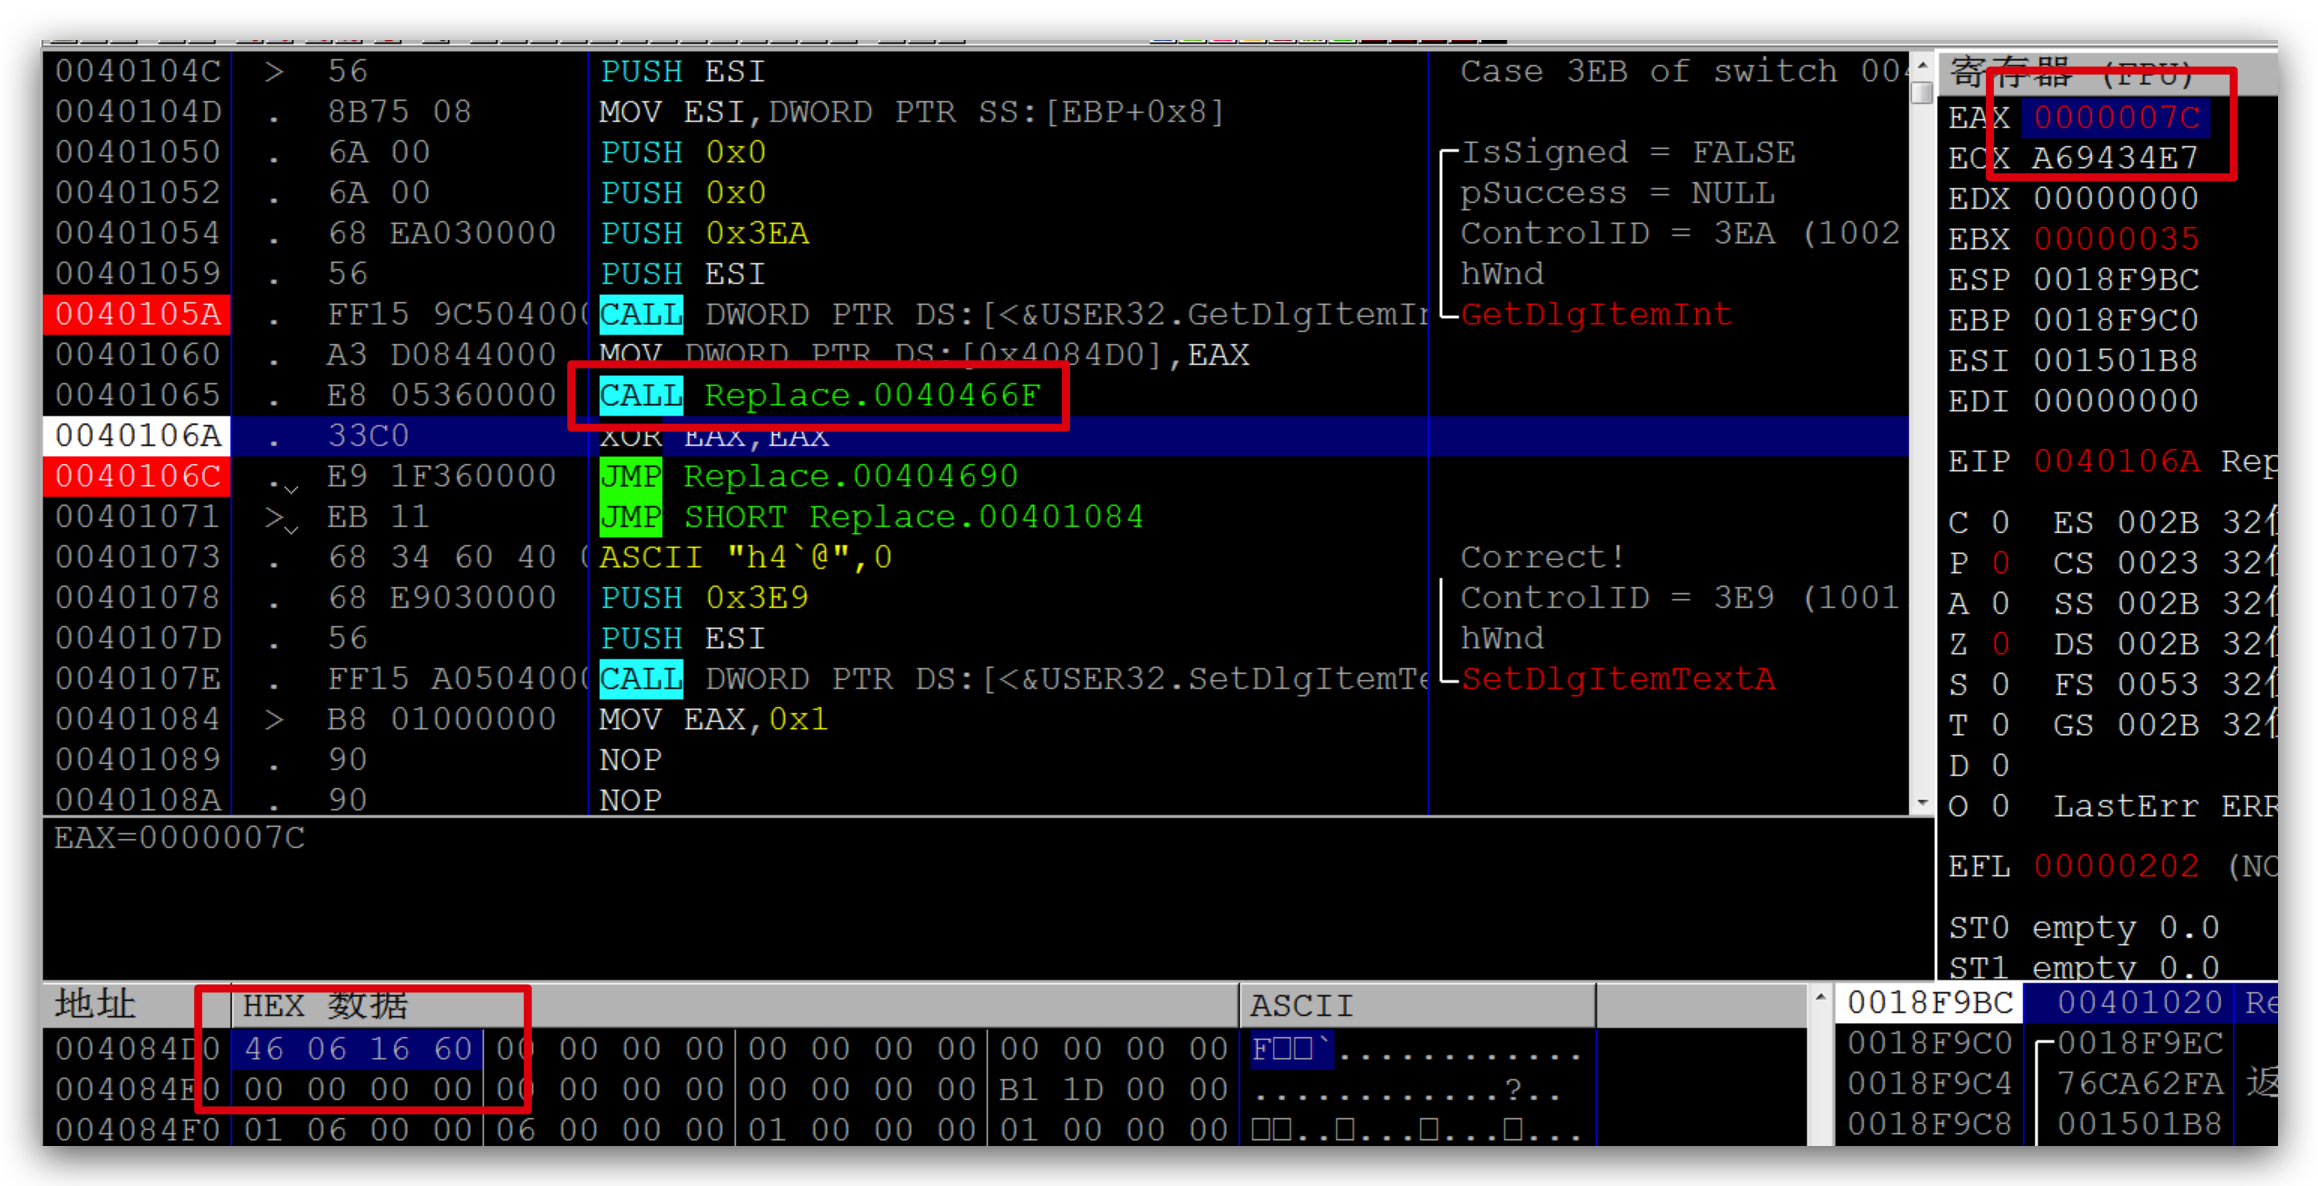 0040104C > 56 PUSH ESI Case 3EB of switch 004
0040104D . 8B75 08 MOV ESI,DWORD PTR SS:[EBP+0x8]
00401050 . 6A 00 PUSH 0x0 IsSigned = FALSE
00401052 . 6A 00 PUSH 0x0 pSuccess = NULL
00401054 . 68 EA030000 PUSH 0x3EA ControlID = 3EA (1002
00401059 . 56 PUSH ESI hWnd
0040105A . FF15 9C504000 CALL DWORD PTR DS:[<&USER32.GetDlgItemIn GetDlgItemInt
00401060 . A3 D0844000 MOV DWORD PTR DS:[0x4084D0],EAX
00401065 . E8 05360000 CALL Replace.0040466F
0040106A . 33C0 XOR EAX,EAX
0040106C . E9 1F360000 JMP Replace.00404690
00401071 > EB 11 JMP SHORT Replace.00401084
00401073 . 68 34 60 40 0 ASCII "h4`@",0 Correct!
00401078 . 68 E9030000 PUSH 0x3E9 ControlID = 3E9 (1001
0040107D . 56 PUSH ESI hWnd
0040107E . FF15 A0504000 CALL DWORD PTR DS:[<&USER32.SetDlgItemTe SetDlgItemTextA
00401084 > B8 01000000 MOV EAX,0x1
00401089 . 90 NOP
0040108A . 90 NOP
EAX=0000007C
寄存器 (FPU)
EAX 0000007C
ECX A69434E7
EDX 00000000
EBX 00000035
ESP 0018F9BC
EBP 0018F9C0
ESI 001501B8
EDI 00000000
EIP 0040106A Rep
C 0 ES 002B 32位
P 0 CS 0023 32位
A 0 SS 002B 32位
Z 0 DS 002B 32位
S 0 FS 0053 32位
T 0 GS 002B 32位
D 0
O 0 LastErr ERR
EFL 00000202 (NO
ST0 empty 0.0
ST1 empty 0.0
地址 HEX 数据 ASCII
004084D0 46 06 16 60 00 00 00 00 00 00 00 00 00 00 00 00 F□□`............
004084E0 00 00 00 00 00 00 00 00 00 00 00 00 B1 1D 00 00 ............?..
004084F0 01 06 00 00 06 00 00 00 01 00 00 00 01 00 00 00 □□..□...□...□...
0018F9BC 00401020 Re
0018F9C0 0018F9EC
0018F9C4 76CA62FA 返
0018F9C8 001501B8